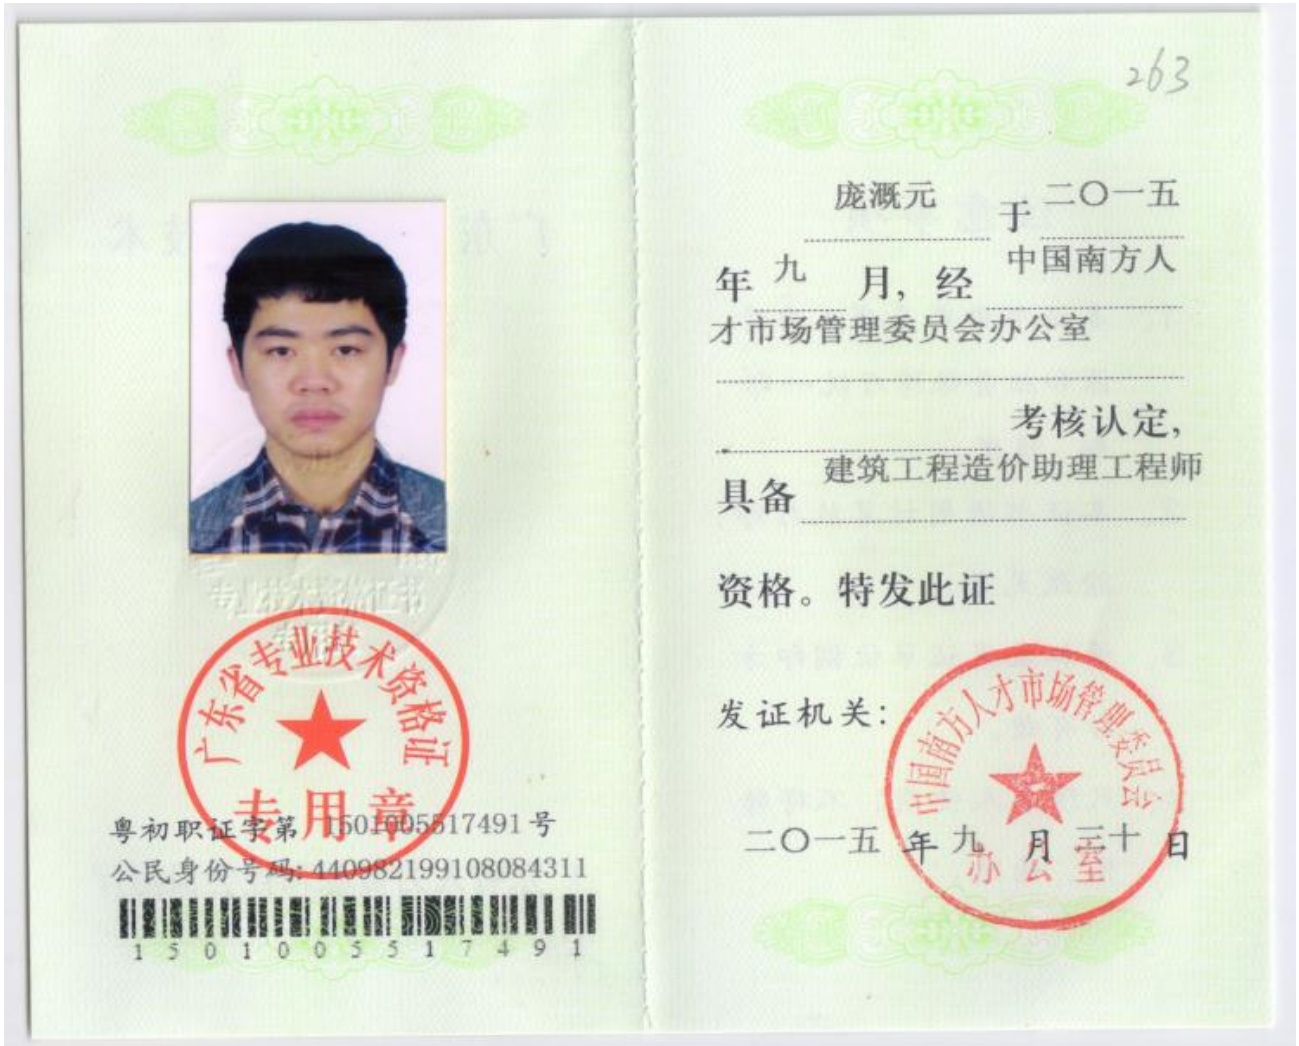 广东省专业技术资格证
专用章
粤初职证字第 1501005517491 号
公民身份号码: 440982199108084311
1501005517491
263
庞溉元 于 二〇一五
年 九 月, 经 中国南方人
才市场管理委员会办公室
考核认定,
具备 建筑工程造价助理工程师
资格。特发此证
发证机关:
中国南方人才市场管理委员会
办公室
二〇一五 年 九 月 三十 日